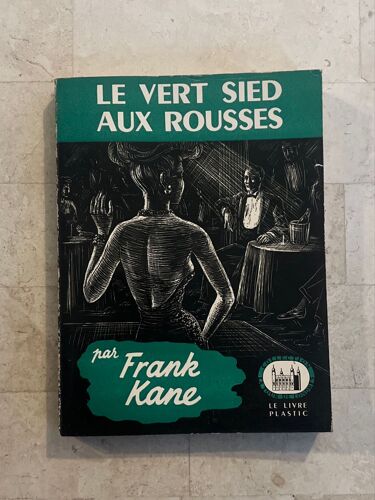 LE VERT SIED
AUX ROUSSES
par Frank
Kane
LE LIVRE
PLASTIC